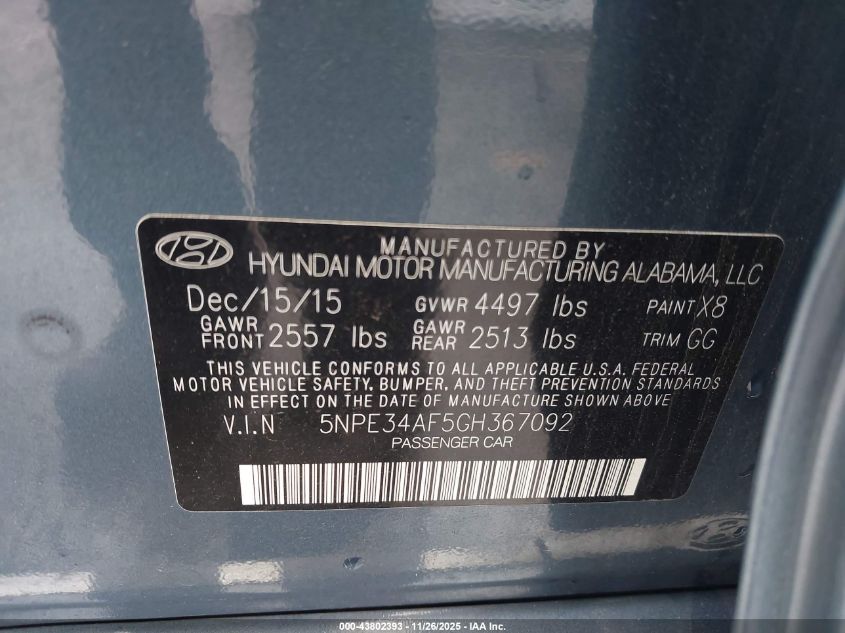 MANUFACTURED BY
HYUNDAI MOTOR MANUFACTURING ALABAMA, LLC
Dec/15/15 GVWR 4497 lbs PAINT X8
GAWR FRONT 2557 lbs GAWR REAR 2513 lbs TRIM GG
THIS VEHICLE CONFORMS TO ALL APPLICABLE U.S.A. FEDERAL
MOTOR VEHICLE SAFETY, BUMPER, AND THEFT PREVENTION STANDARDS
IN EFFECT ON THE DATE OF MANUFACTURE SHOWN ABOVE.
V.I.N 5NPE34AF5GH367092
PASSENGER CAR
000-43802393 - 11/26/2025 - IAA Inc.